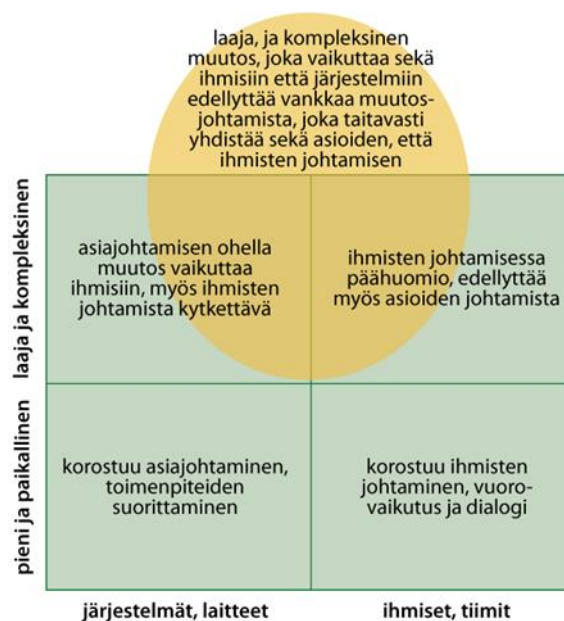 laaja, ja kompleksinen
muutos, joka vaikuttaa sekä
ihmisiin että järjestelmiin
edellyttää vankkaa muutos-
johtamista, joka taitavasti
yhdistää sekä asioiden, että
ihmisten johtamisen
laaja ja kompleksinen
asiajohtamisen ohella
muutos vaikuttaa
ihmisiin, myös ihmisten
johtamista kytkettävä
ihmisten johtamisessa
päähuomio, edellyttää
myös asioiden johtamista
pieni ja paikallinen
korostuu asiajohtaminen,
toimenpiteiden
suorittaminen
korostuu ihmisten
johtaminen, vuoro-
vaikutus ja dialogi
järjestelmät, laitteet
ihmiset, tiimit